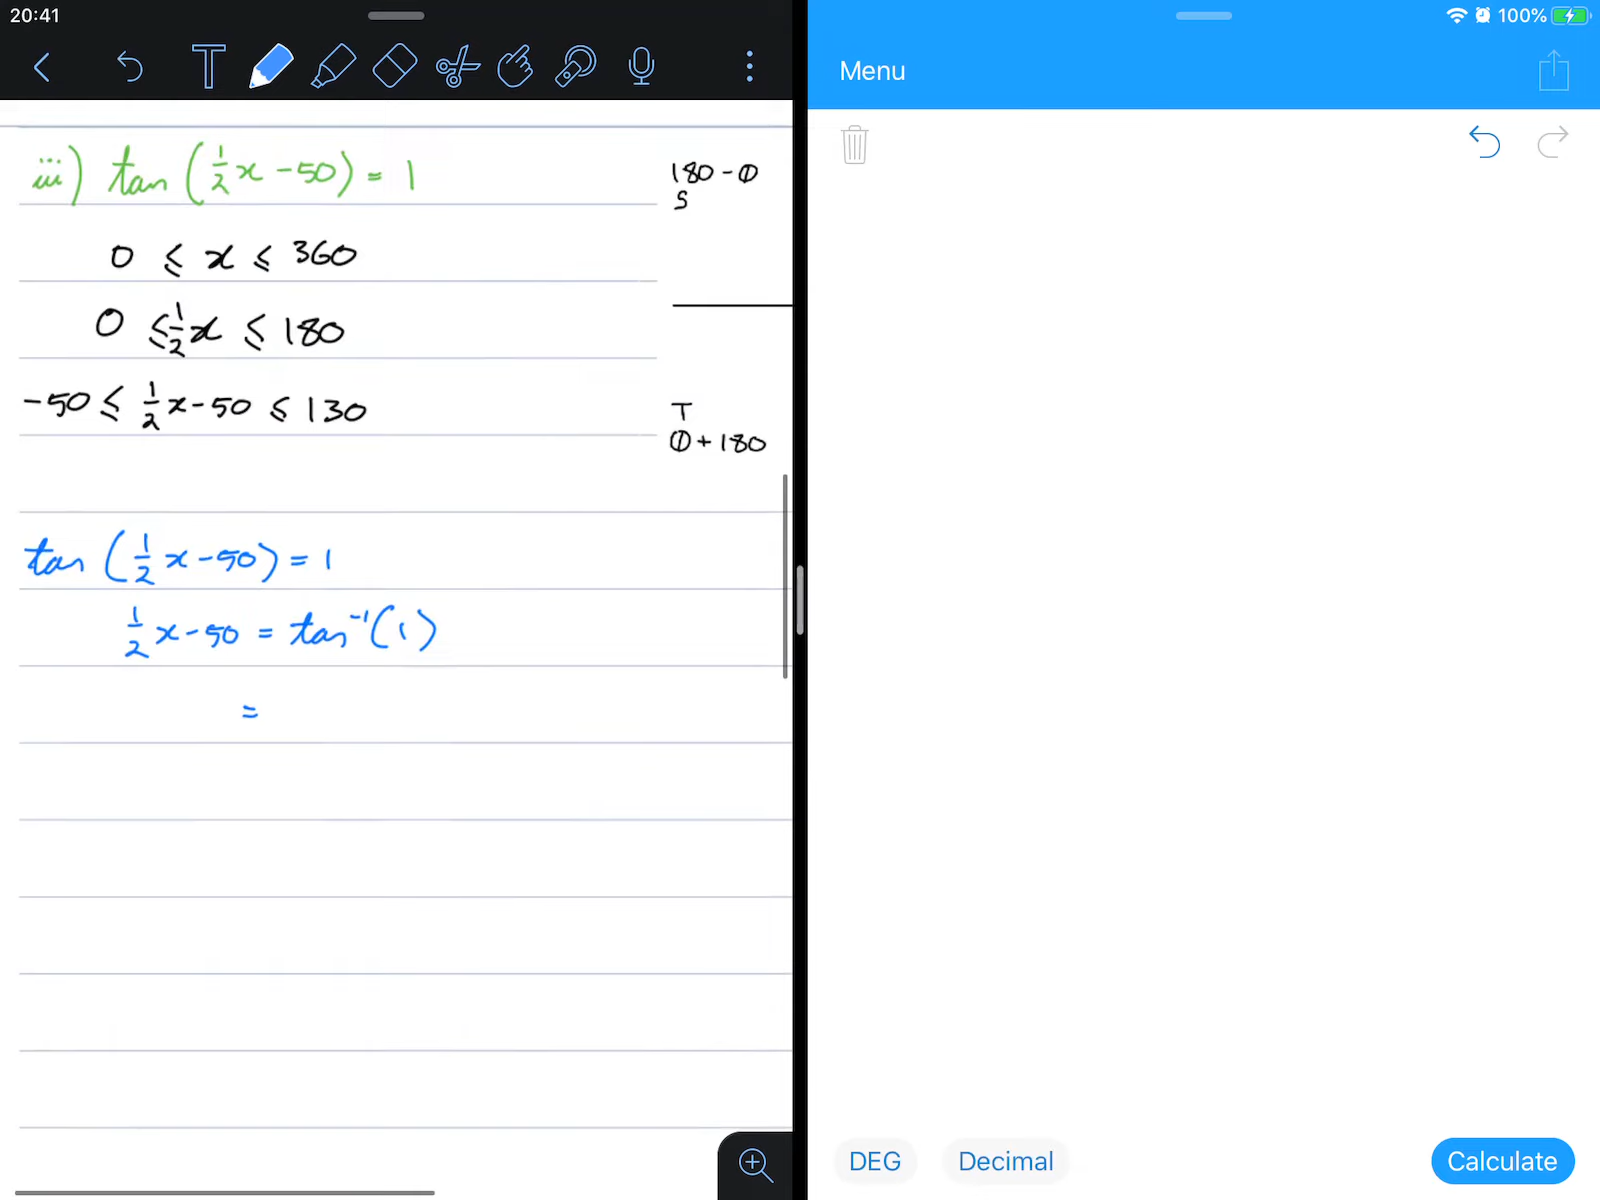 20:41
100%
Menu
iii) tan (½x - 50) = 1
0 ≤ x ≤ 360
0 ≤ ½x ≤ 180
-50 ≤ ½x - 50 ≤ 130
180 - Θ
S
T
Θ + 180
tan (½x - 50) = 1
½x - 50 = tan⁻¹(1)
=
DEG
Decimal
Calculate